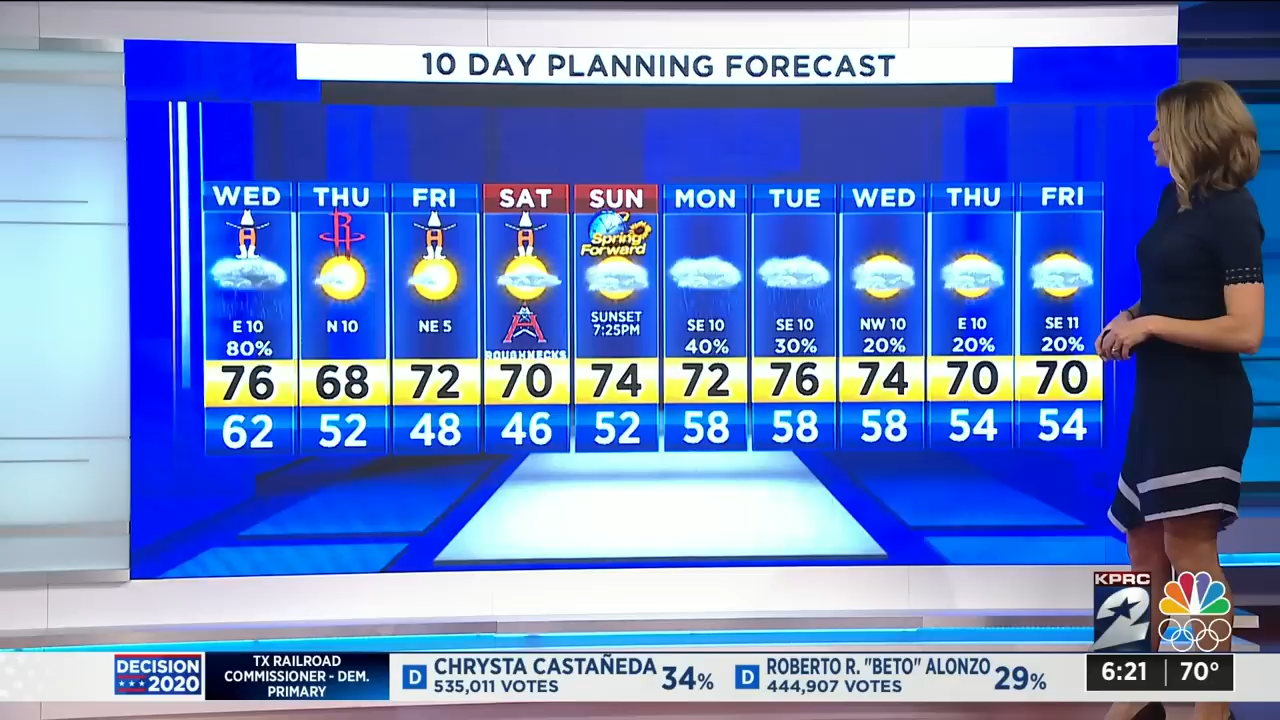 10 DAY PLANNING FORECAST
WED THU FRI SAT SUN MON TUE WED THU FRI
R
Spring
Forward
SUNSET
7:25PM
E 10 N 10 NE 5 SE 10 SE 10 NW 10 E 10 SE 11
80% 40% 30% 20% 20% 20%
ROUGHNECKS
76 68 72 70 74 72 76 74 70 70
62 52 48 46 52 58 58 58 54 54
KPRC
2
DECISION
2020
TX RAILROAD
COMMISSIONER - DEM.
PRIMARY
D CHRYSTA CASTAÑEDA 34%
535,011 VOTES
D ROBERTO R. "BETO" ALONZO 29%
444,907 VOTES
6:21 70°